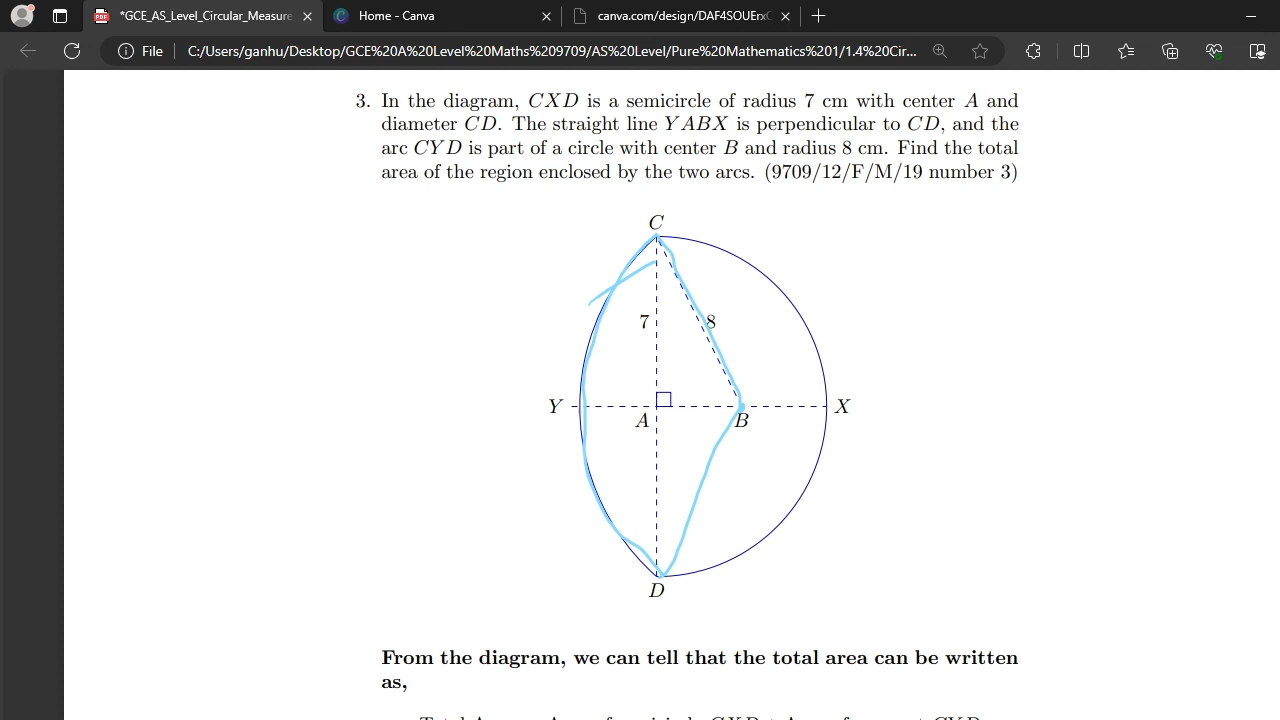 *GCE_AS_Level_Circular_Measure
Home - Canva
canva.com/design/DAF4SOUErx
File
C:/Users/ganhu/Desktop/GCE%20A%20Level%20Maths%209709/AS%20Level/Pure%20Mathematics%201/1.4%20Cir...
3. In the diagram, CXD is a semicircle of radius 7 cm with center A and
diameter CD. The straight line YABX is perpendicular to CD, and the
arc CYD is part of a circle with center B and radius 8 cm. Find the total
area of the region enclosed by the two arcs. (9709/12/F/M/19 number 3)
C
7
8
Y
A
B
X
D
From the diagram, we can tell that the total area can be written
as,